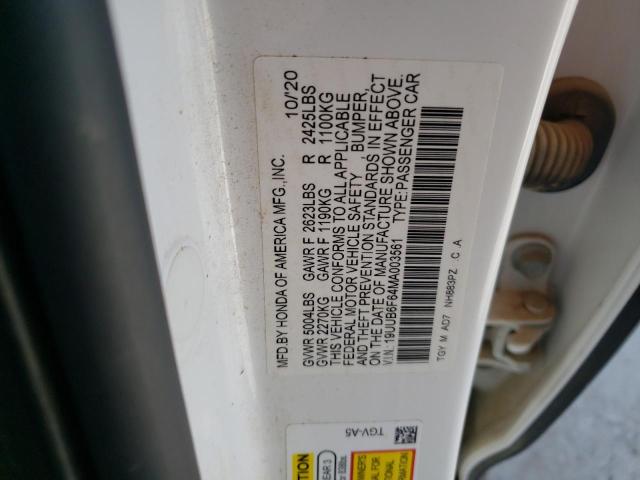 MFD.BY HONDA OF AMERICA MFG.,INC. 10/'20
GVWR 5004LBS GAWR F 2623LBS R 2425LBS
GVWR 2270KG GAWR F 1190KG R 1100KG
THIS VEHICLE CONFORMS TO ALL APPLICABLE
FEDERAL MOTOR VEHICLE SAFETY BUMPER,
AND THEFT PREVENTION STANDARDS IN EFFECT
ON THE DATE OF MANUFACTURE SHOWN ABOVE.
V.I.N.: 19UUB6F64MA003561 TYPE:PASSENGER CAR
TGY M AD7 NH883PZ C A
TGV-A5